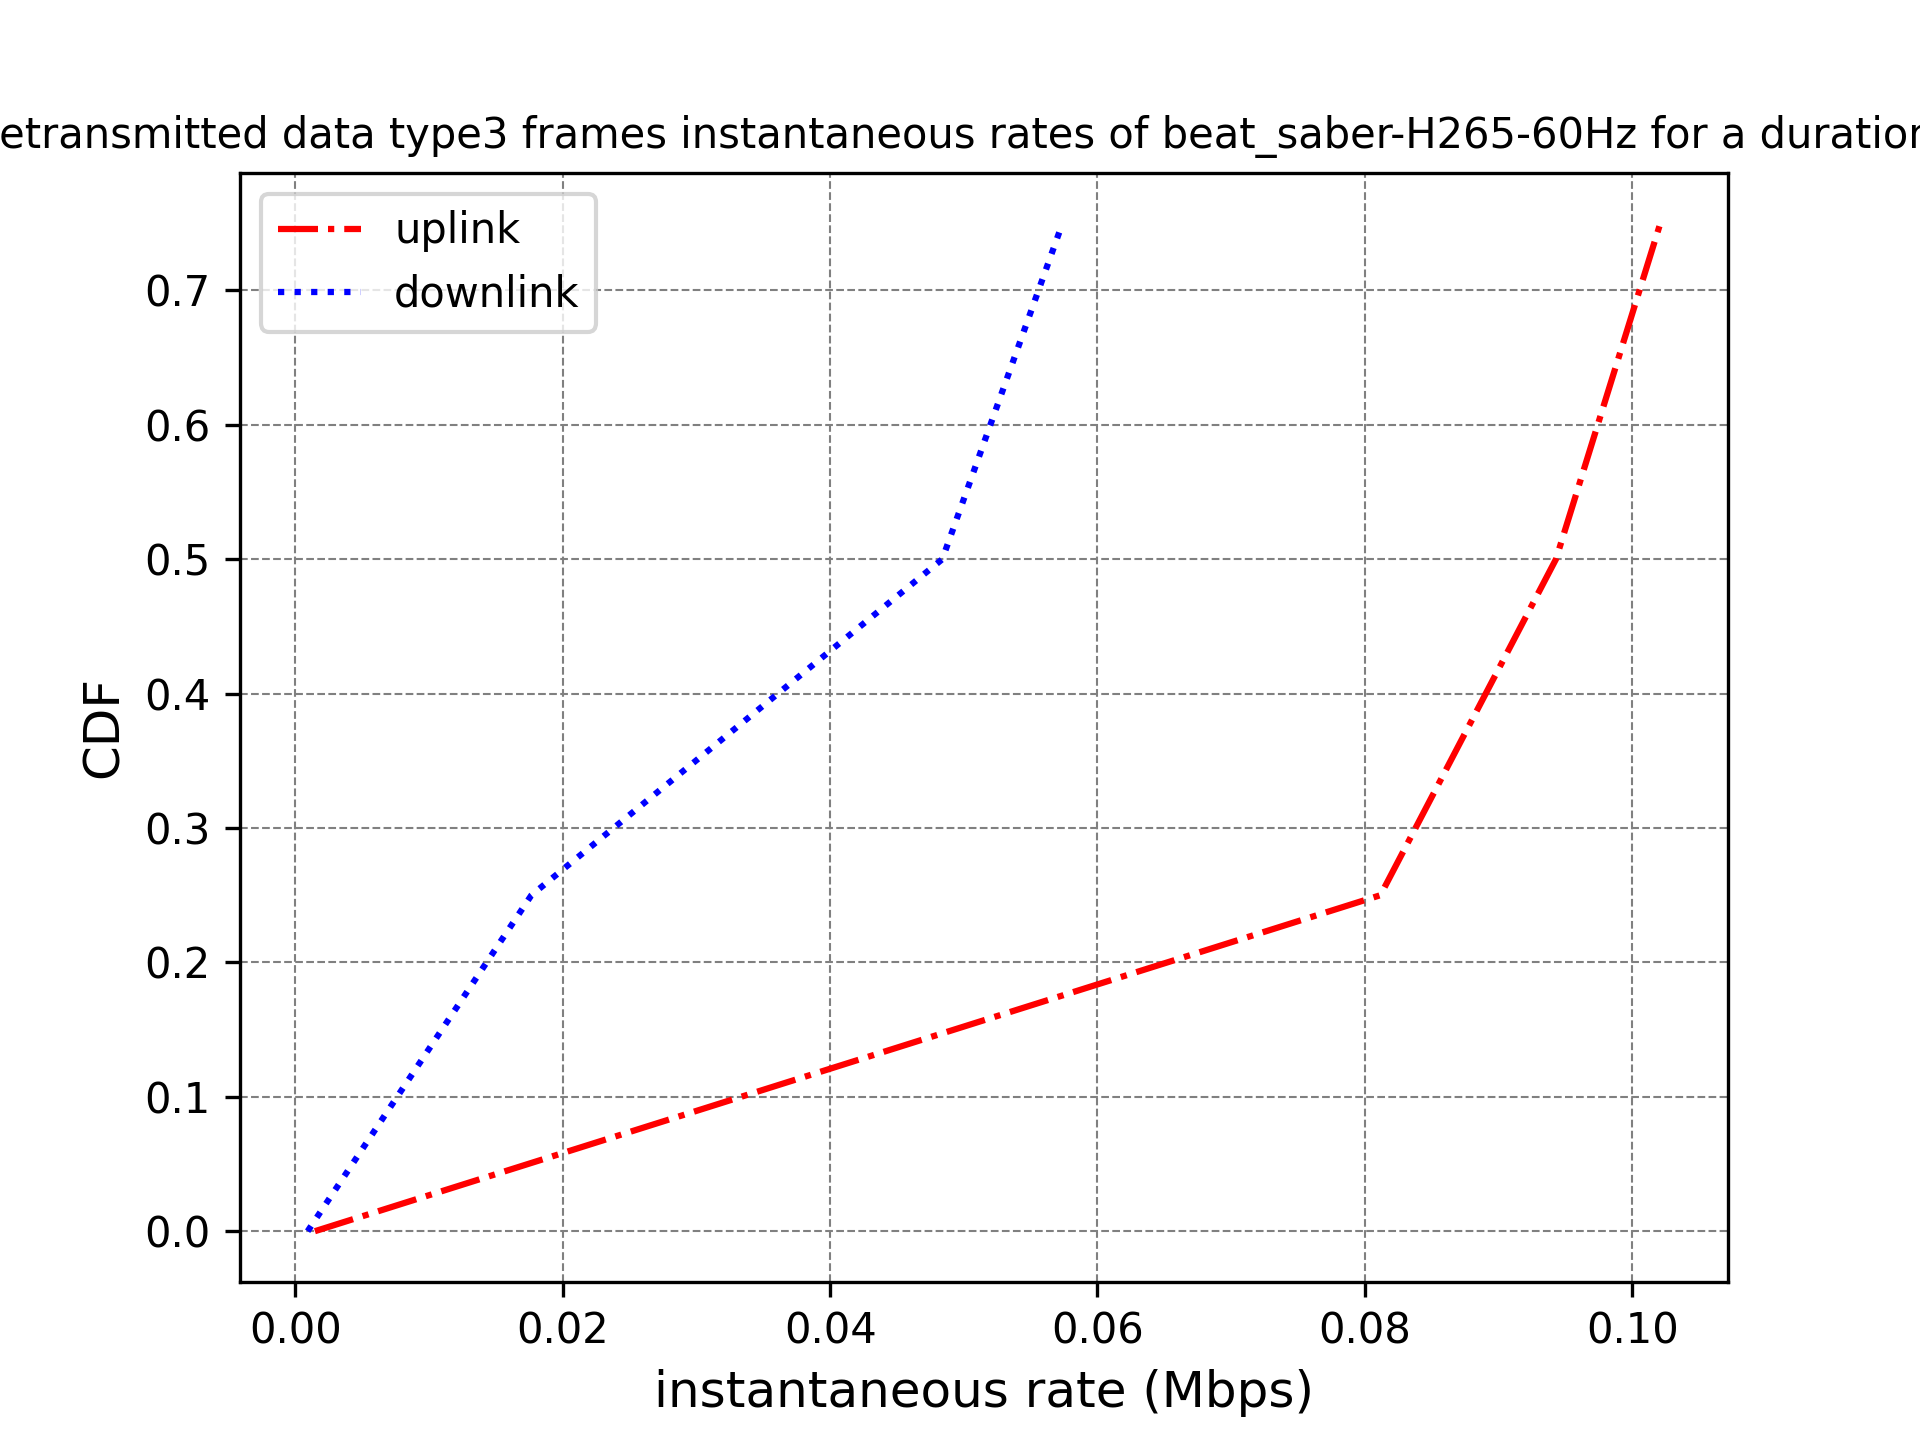 etransmitted data type3 frames instantaneous rates of beat_saber-H265-60Hz for a duration
uplink
downlink
0.7
0.6
0.5
0.4
0.3
0.2
0.1
0.0
CDF
0.00 0.02 0.04 0.06 0.08 0.10
instantaneous rate (Mbps)